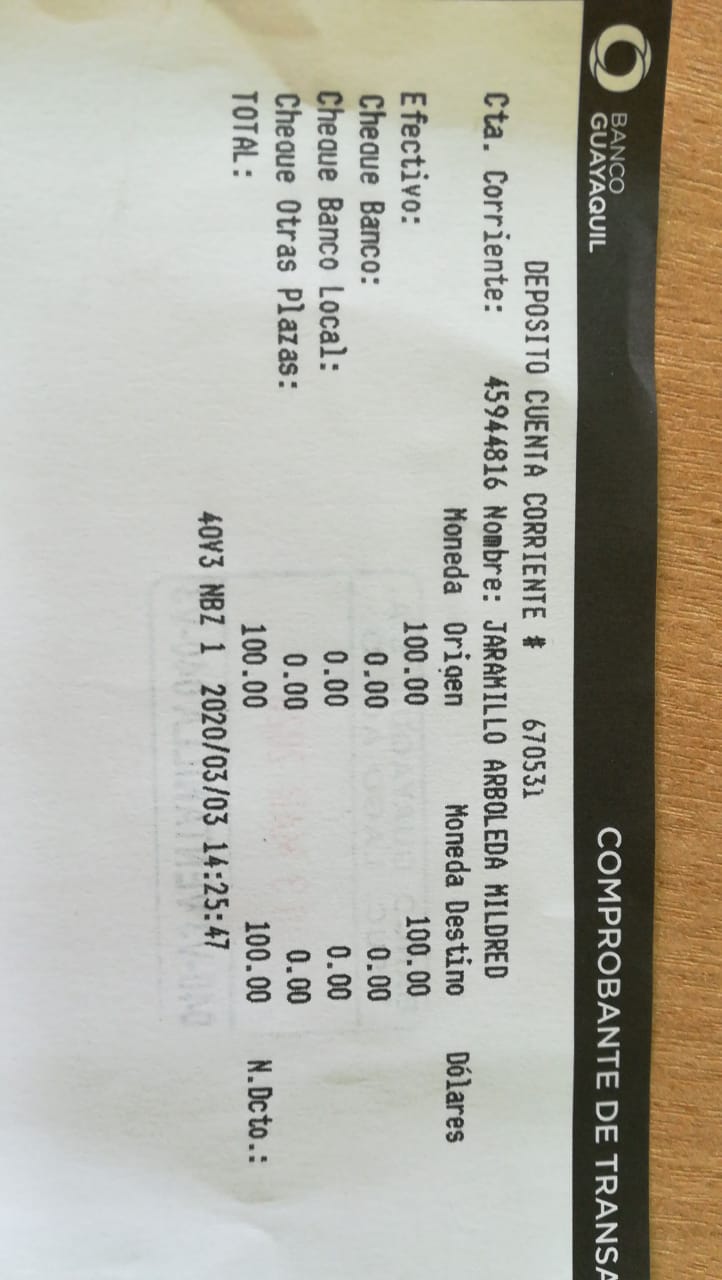 BANCO
GUAYAQUIL
COMPROBANTE DE TRANSA
DEPOSITO CUENTA CORRIENTE # 670531
Cta. Corriente: 45944816 Nombre: JARAMILLO ARBOLEDA MILDRED
Moneda Origen Moneda Destino Dólares
Efectivo: 100.00 100.00
Cheque Banco: 0.00 0.00
Cheque Banco Local: 0.00 0.00
Cheque Otras Plazas: 0.00 0.00
TOTAL: 100.00 100.00 N.Dcto.:
40V3 NBZ 1 2020/03/03 14:25:47